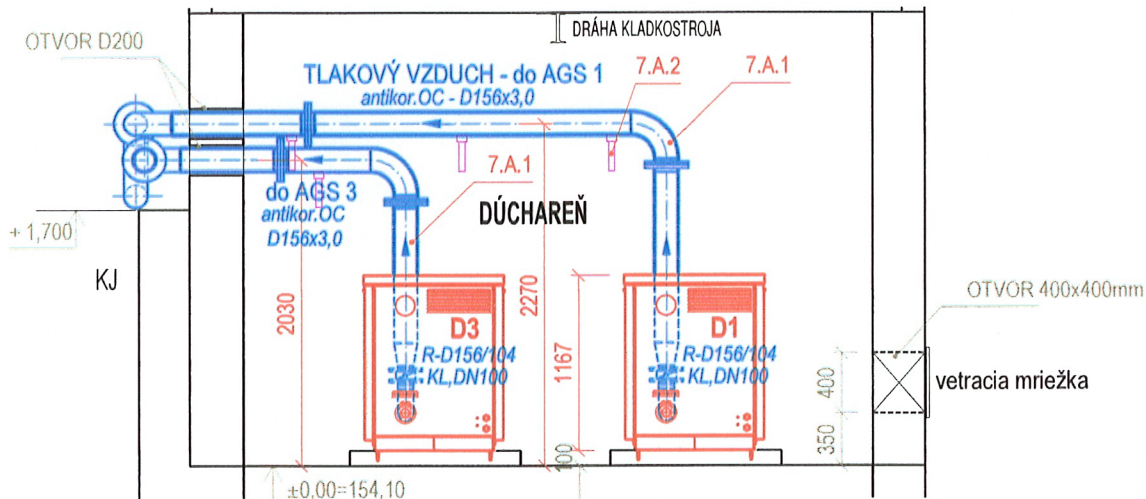 DRÁHA KLADKOSTROJA
OTVOR D200
TLAKOVÝ VZDUCH - do AGS 1
antikor.OC - D156x3,0
7.A.2
7.A.1
7.A.1
do AGS 3
antikor.OC
D156x3,0
DÚCHAREŇ
+ 1,700
KJ
2030
2270
1167
OTVOR 400x400mm
D3
R-D156/104
KL,DN100
D1
R-D156/104
KL,DN100
400
vetracia mriežka
350
100
±0,00=154,10